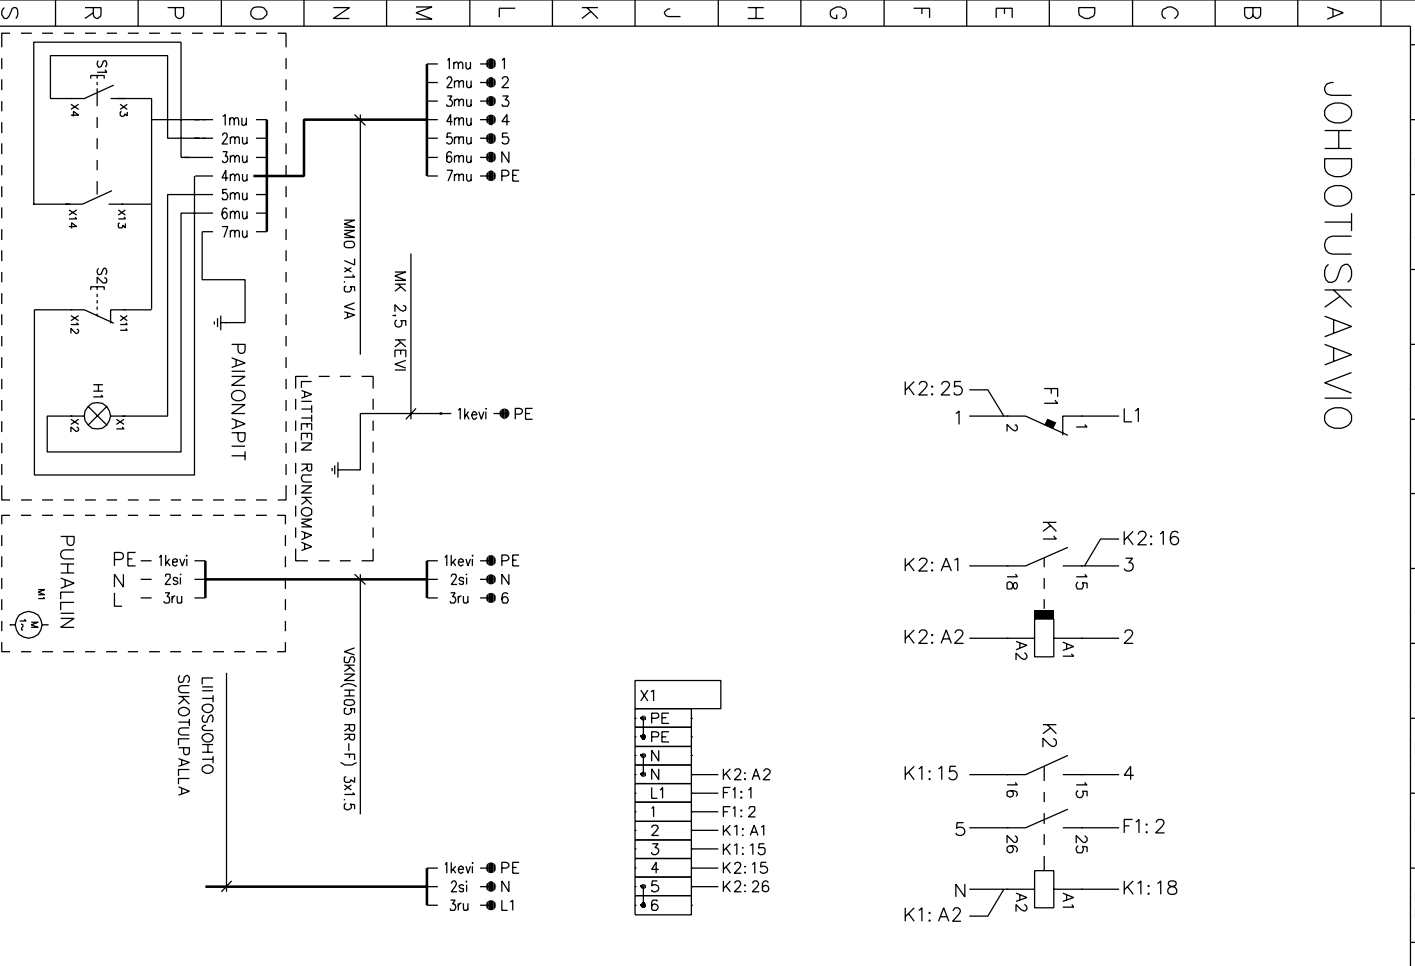 S R P O N M L K J H G F E D C B A
JOHDOTUSKAAVIO
1mu 1
2mu 2
3mu 3
4mu 4
5mu 5
6mu N
7mu PE
S1
X4 X3
X14 X13
S2
X12 X11
H1
X2 X1
1mu
2mu
3mu
4mu
5mu
6mu
7mu
PAINONAPIT
MMO 7x1.5 VA
MK 2,5 KEVI
LAITTEEN RUNKOMAA
1kevi PE
PE 1kevi
N 2si
L 3ru
PUHALLIN
M1
M
1~
1kevi PE
2si N
3ru 6
VSKN(H05 RR-F) 3x1.5
LIITOSJOHTO
SUKOTULPALLA
1kevi PE
2si N
3ru L1
X1
PE
PE
N
N K2:A2
L1 F1:1
1 F1:2
2 K1:A1
3 K1:15
4 K2:15
5 K2:26
6
K2:25
F1
1 2 1 L1
K1
K2:16
K2:A1 18 15 3
K2:A2 A2 A1 2
K2
K1:15 16 15 4
5 26 25 F1:2
N A2 A1 K1:18
K1:A2